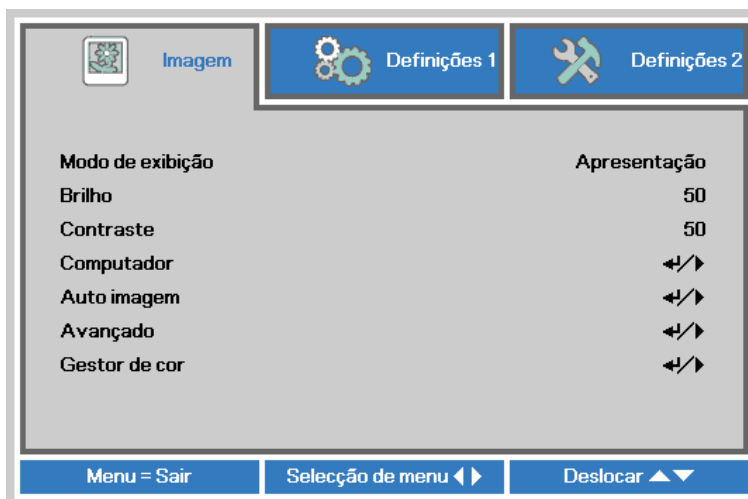 Imagem Definições 1 Definições 2
Modo de exibição Apresentação
Brilho 50
Contraste 50
Computador
Auto imagem
Avançado
Gestor de cor
Menu = Sair Selecção de menu Deslocar